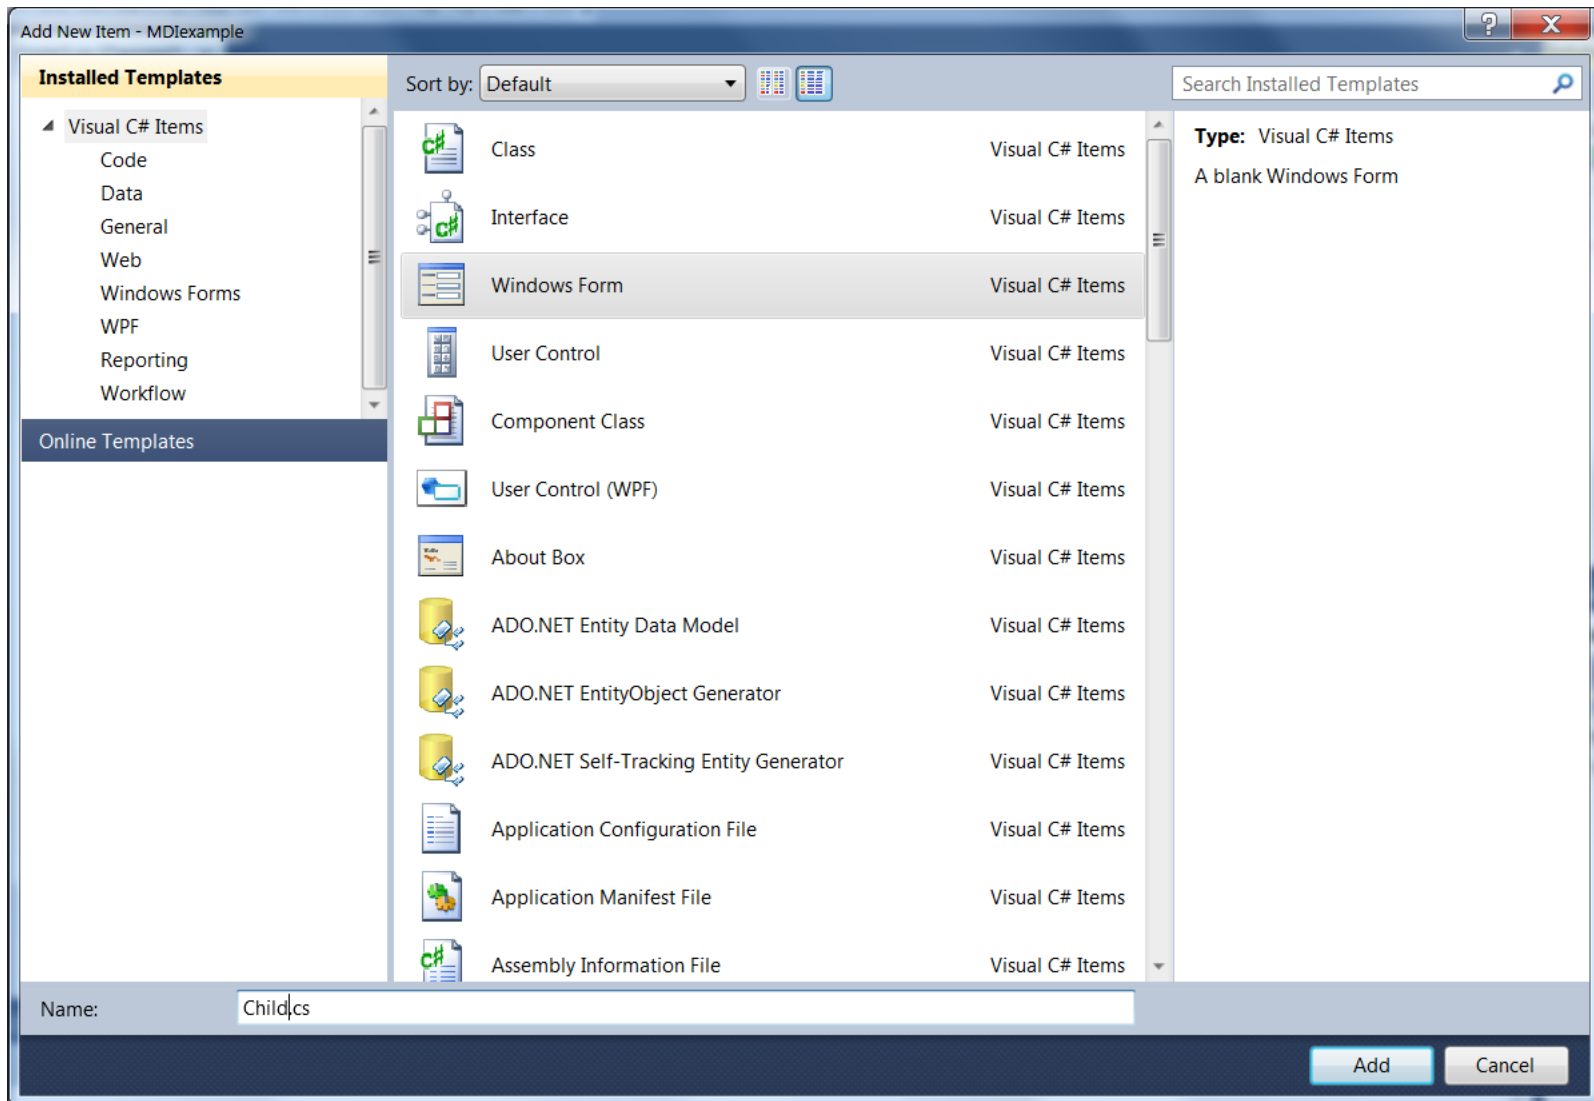 Add New Item - MDIexample
Installed Templates
Visual C# Items
Code
Data
General
Web
Windows Forms
WPF
Reporting
Workflow
Online Templates
Sort by: Default
Search Installed Templates
Class Visual C# Items
Interface Visual C# Items
Windows Form Visual C# Items
User Control Visual C# Items
Component Class Visual C# Items
User Control (WPF) Visual C# Items
About Box Visual C# Items
ADO.NET Entity Data Model Visual C# Items
ADO.NET EntityObject Generator Visual C# Items
ADO.NET Self-Tracking Entity Generator Visual C# Items
Application Configuration File Visual C# Items
Application Manifest File Visual C# Items
Assembly Information File Visual C# Items
Type: Visual C# Items
A blank Windows Form
Name: Child.cs
Add Cancel